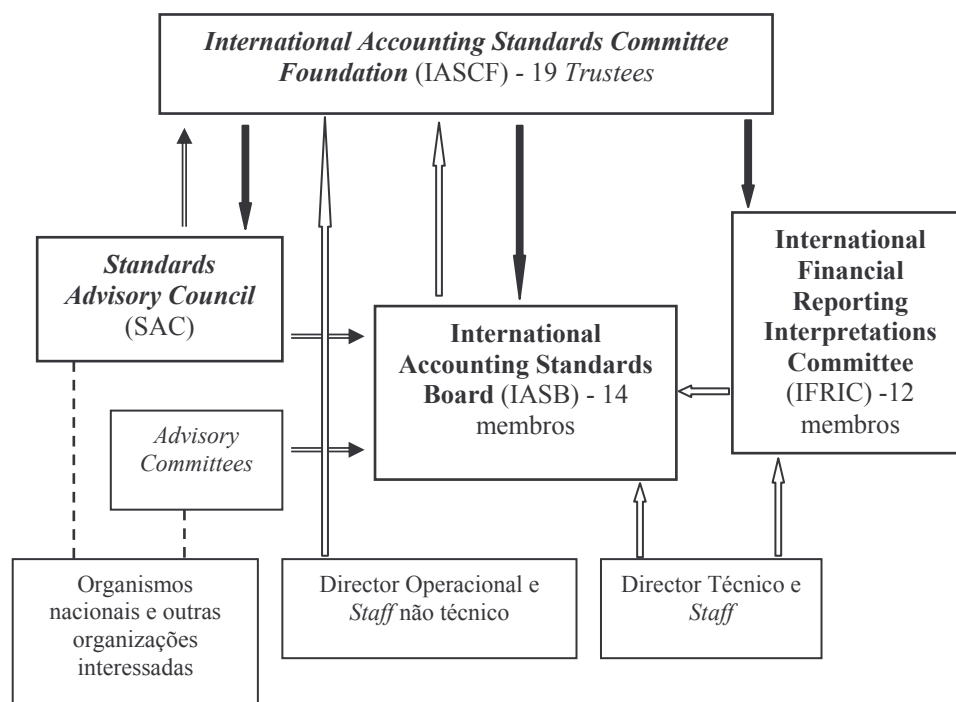 International Accounting Standards Committee
Foundation (IASCF) - 19 Trustees
Standards
Advisory Council
(SAC)
International
Accounting Standards
Board (IASB) - 14
membros
International
Financial
Reporting
Interpretations
Committee
(IFRIC) -12
membros
Advisory
Committees
Organismos
nacionais e outras
organizações
interessadas
Director Operacional e
Staff não técnico
Director Técnico e
Staff